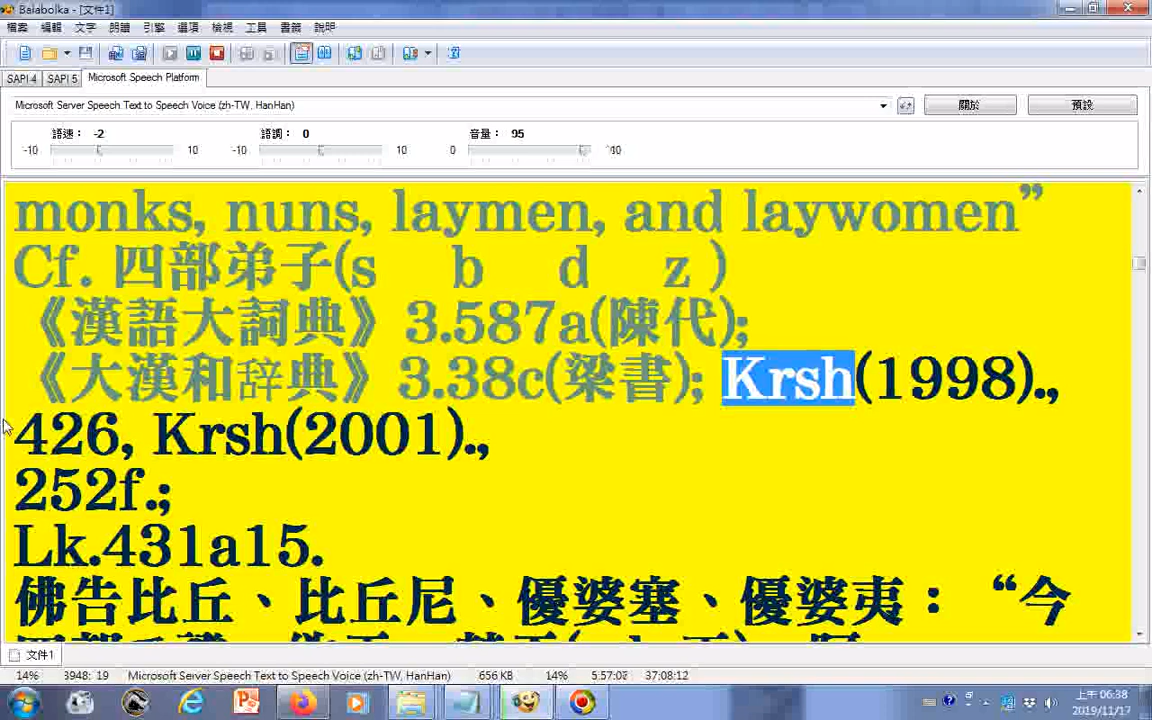 Balabolka - [文件1]
檔案 編輯 文字 朗讀 引擎 選項 檢視 工具 書籤 說明
SAPI 4 SAPI 5 Microsoft Speech Platform
Microsoft Server Speech Text to Speech Voice (zh-TW, HanHan) 關於 預設
語速： -2 語調： 0 音量： 95
-10 10 -10 10 0
monks, nuns, laymen, and laywomen”
Cf. 四部弟子(s b d z )
《漢語大詞典》 3.587a(陳代);
《大漢和辞典》 3.38c(梁書); Krsh(1998).,
426, Krsh(2001).,
252f.;
Lk.431a15.
佛告比丘、比丘尼、優婆塞、優婆夷： “今
文件1
14% 3948: 19 Microsoft Server Speech Text to Speech Voice (zh-TW, HanHan) 656 KB 14% 37:08:12
上午 06:38
2019/11/17